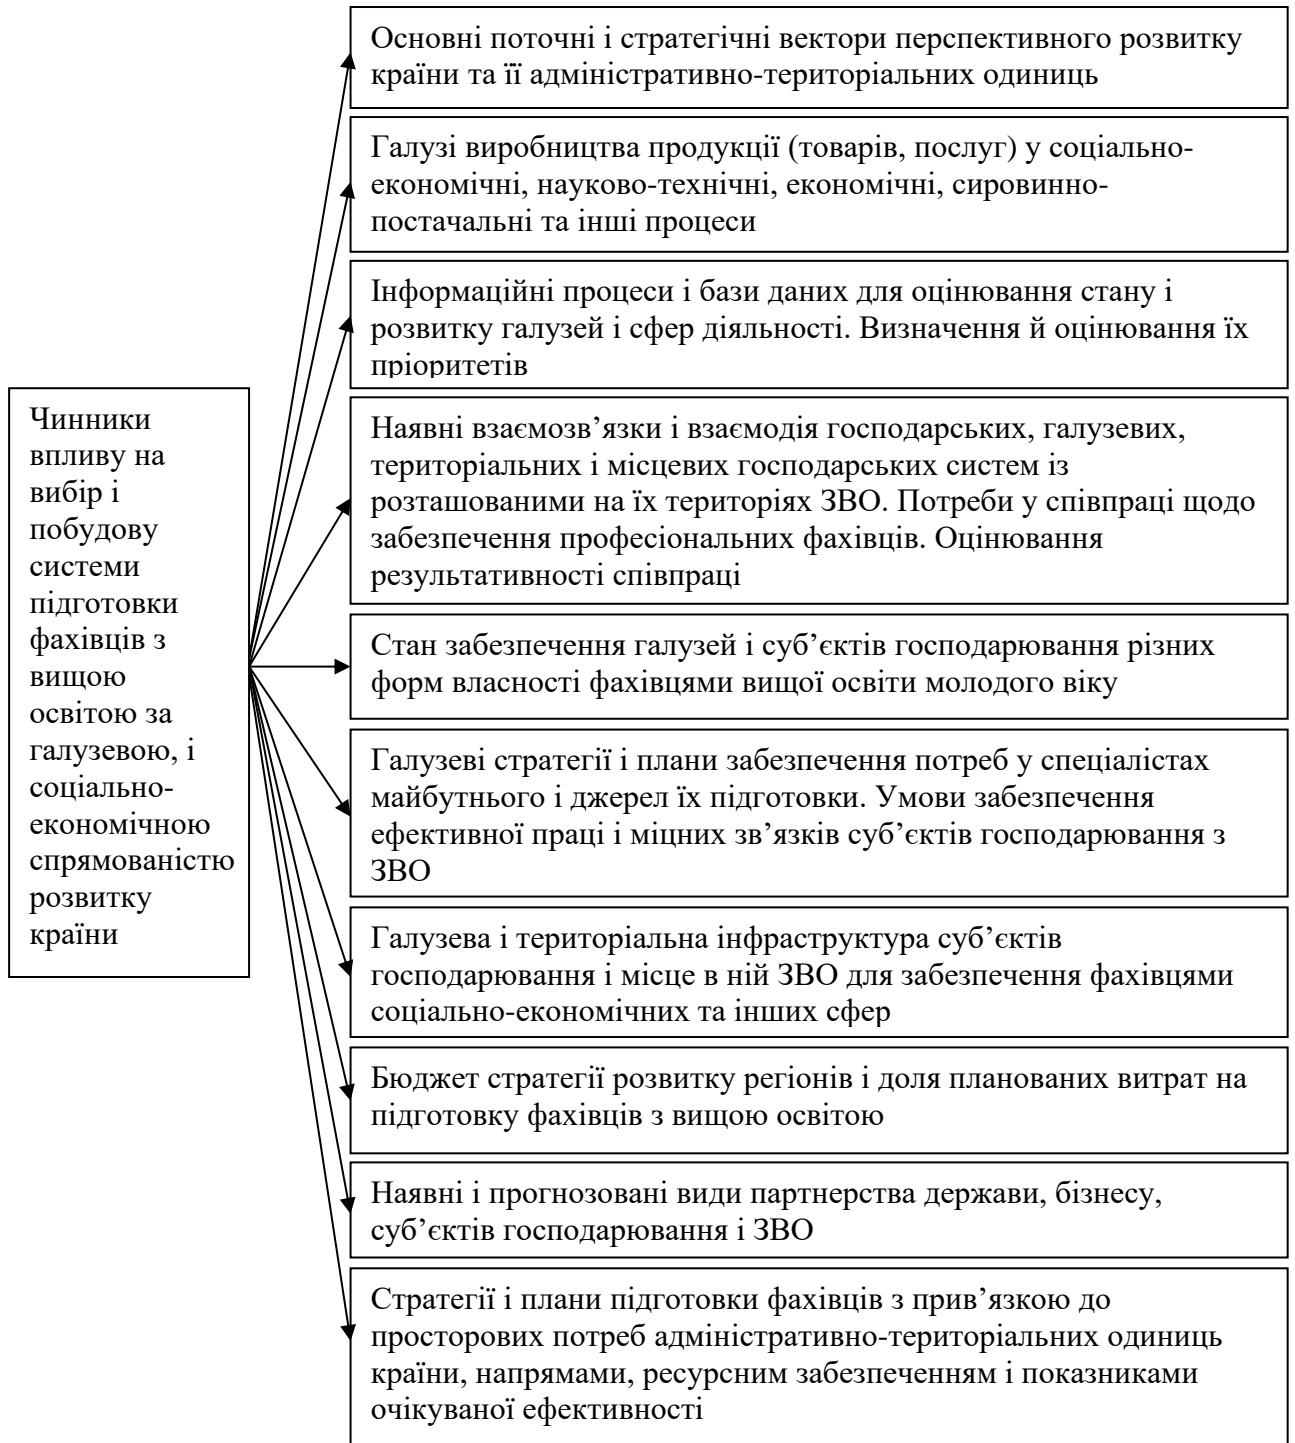 Основні поточні і стратегічні вектори перспективного розвитку
країни та її адміністративно-територіальних одиниць
Галузі виробництва продукції (товарів, послуг) у соціально-
економічні, науково-технічні, економічні, сировинно-
постачальні та інші процеси
Інформаційні процеси і бази даних для оцінювання стану і
розвитку галузей і сфер діяльності. Визначення й оцінювання їх
пріоритетів
Чинники
впливу на
вибір і
побудову
системи
підготовки
фахівців з
вищою
освітою за
галузевою, і
соціально-
економічною
спрямованістю
розвитку
країни
Наявні взаємозв’язки і взаємодія господарських, галузевих,
територіальних і місцевих господарських систем із
розташованими на їх територіях ЗВО. Потреби у співпраці щодо
забезпечення професіональних фахівців. Оцінювання
результативності співпраці
Стан забезпечення галузей і суб’єктів господарювання різних
форм власності фахівцями вищої освіти молодого віку
Галузеві стратегії і плани забезпечення потреб у спеціалістах
майбутнього і джерел їх підготовки. Умови забезпечення
ефективної праці і міцних зв’язків суб’єктів господарювання з
ЗВО
Галузева і територіальна інфраструктура суб’єктів
господарювання і місце в ній ЗВО для забезпечення фахівцями
соціально-економічних та інших сфер
Бюджет стратегії розвитку регіонів і доля планованих витрат на
підготовку фахівців з вищою освітою
Наявні і прогнозовані види партнерства держави, бізнесу,
суб’єктів господарювання і ЗВО
Стратегії і плани підготовки фахівців з прив’язкою до
просторових потреб адміністративно-територіальних одиниць
країни, напрямами, ресурсним забезпеченням і показниками
очікуваної ефективності